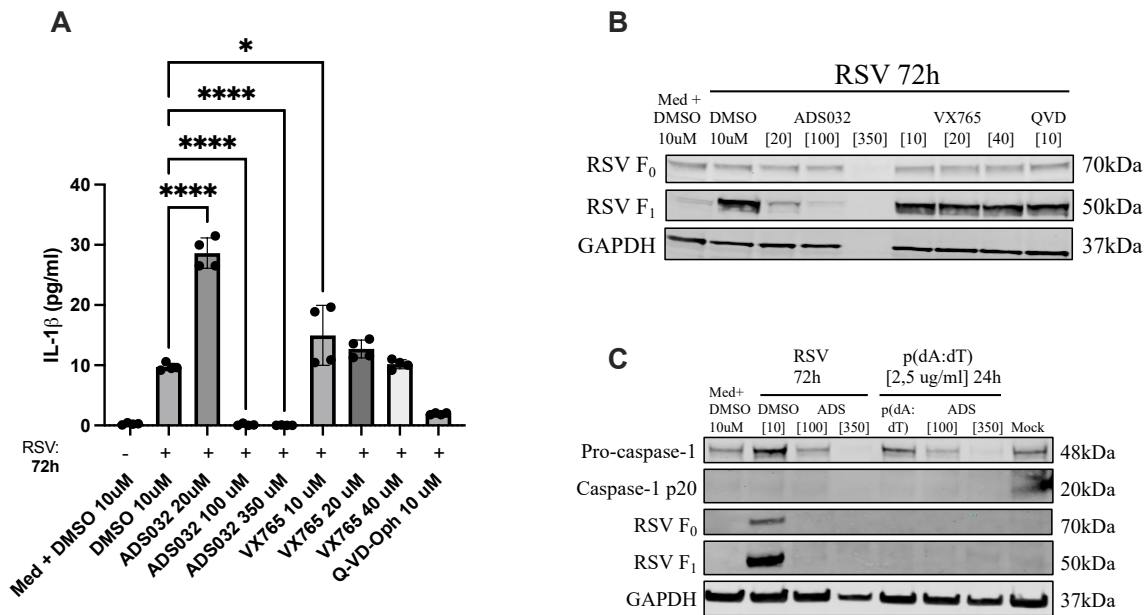 A
*
****
****
****
IL-1β (pg/ml)
40
30
20
10
0
RSV:
72h
- + + + + + + + +
Med + DMSO 10uM
DMSO 10uM
ADS032 20uM
ADS032 100 uM
ADS032 350 uM
VX765 10 uM
VX765 20 uM
VX765 40 uM
Q-VD-Oph 10 uM
B
RSV 72h
Med +
DMSO DMSO ADS032 VX765 QVD
10uM 10uM [20] [100] [350] [10] [20] [40] [10]
RSV F0 70kDa
RSV F1 50kDa
GAPDH 37kDa
C
RSV p(dA:dT)
72h [2,5 ug/ml] 24h
Med+
DMSO DMSO ADS p(dA: ADS
10uM [10] [100] [350] dT) [100] [350] Mock
Pro-caspase-1 48kDa
Caspase-1 p20 20kDa
RSV F0 70kDa
RSV F1 50kDa
GAPDH 37kDa